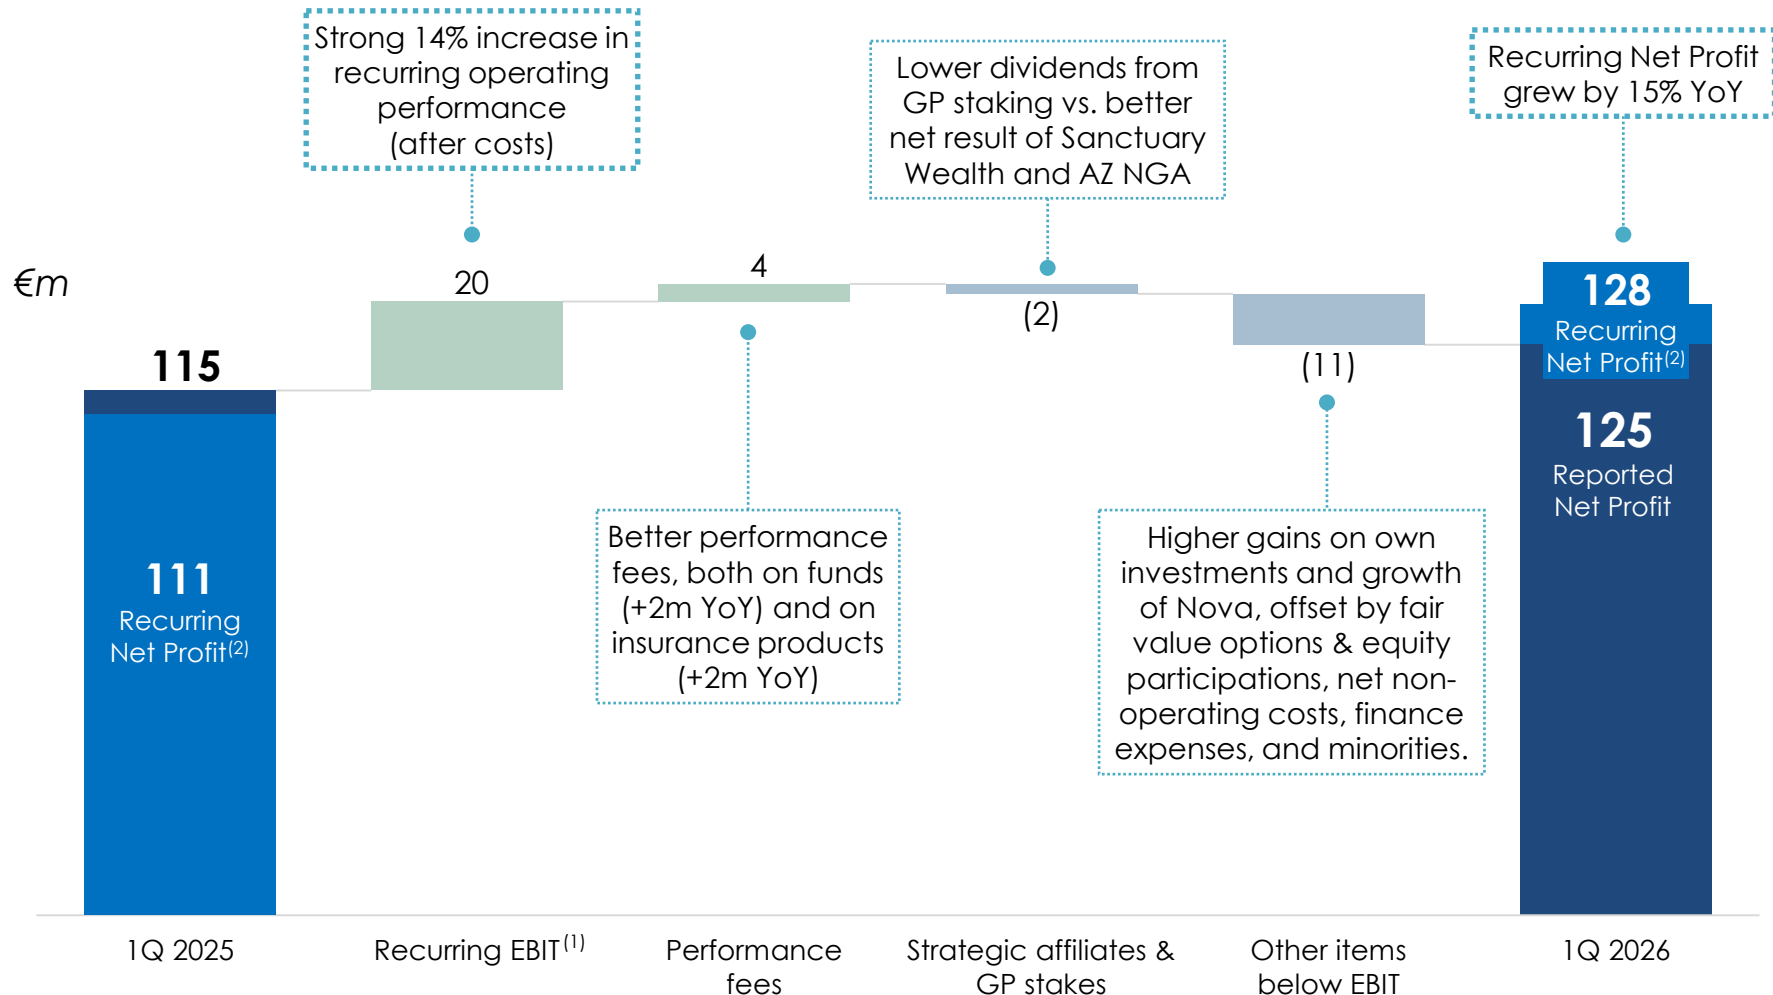 Strong 14% increase in
recurring operating
performance
(after costs)
Lower dividends from
GP staking vs. better
net result of Sanctuary
Wealth and AZ NGA
Recurring Net Profit
grew by 15% YoY
€m
115
20
4
(2)
(11)
128
Recurring
Net Profit(2)
125
Reported
Net Profit
111
Recurring
Net Profit(2)
Better performance
fees, both on funds
(+2m YoY) and on
insurance products
(+2m YoY)
Higher gains on own
investments and growth
of Nova, offset by fair
value options & equity
participations, net non-
operating costs, finance
expenses, and minorities.
1Q 2025
Recurring EBIT(1)
Performance
fees
Strategic affiliates &
GP stakes
Other items
below EBIT
1Q 2026